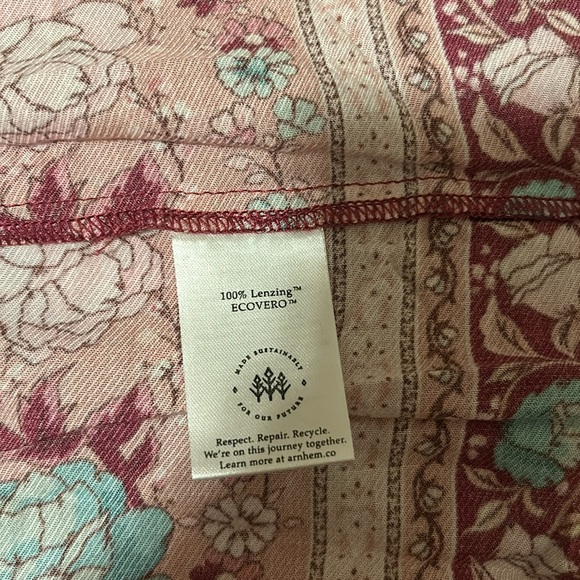 100% Lenzing™
ECOVERO™
MADE SUSTAINABLY
FOR OUR FUTURE
Respect. Repair. Recycle.
We're on this journey together.
Learn more at arnhem.co